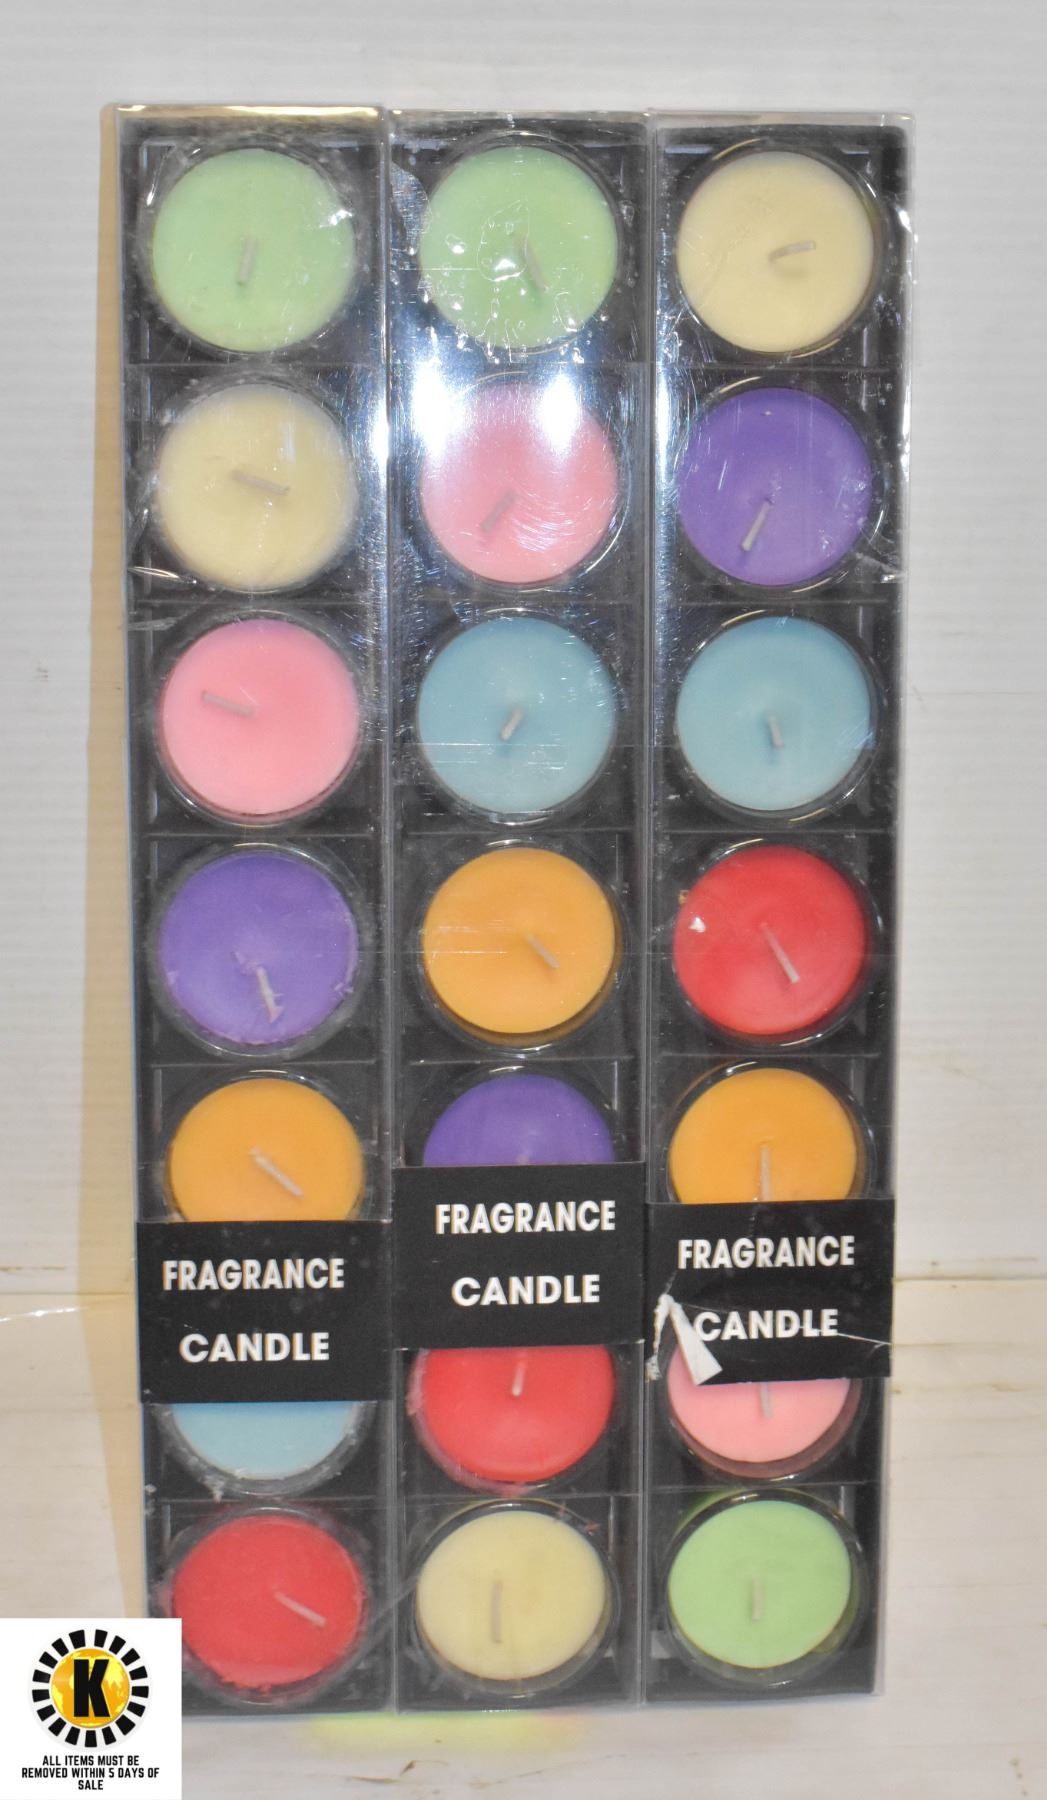 FRAGRANCE
CANDLE
FRAGRANCE
CANDLE
FRAGRANCE
CANDLE
K
ALL ITEMS MUST BE
REMOVED WITHIN 5 DAYS OF
SALE